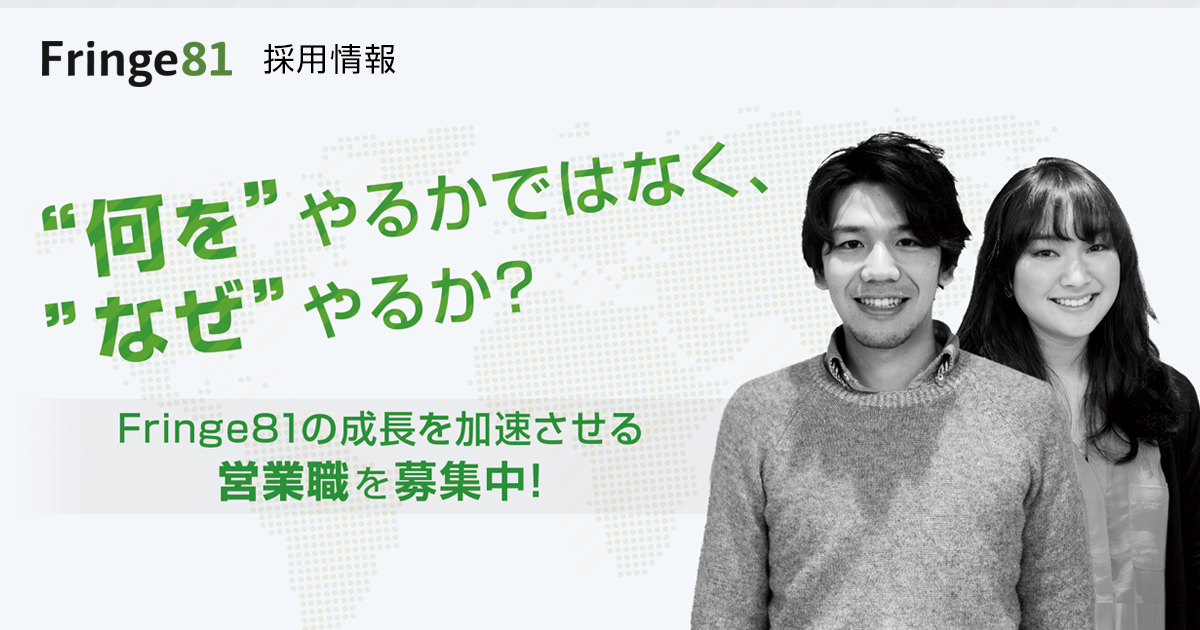 Fringe81 採用情報
“何を”やるかではなく、
”なぜ”やるか?
Fringe81の成長を加速させる
営業職を募集中!